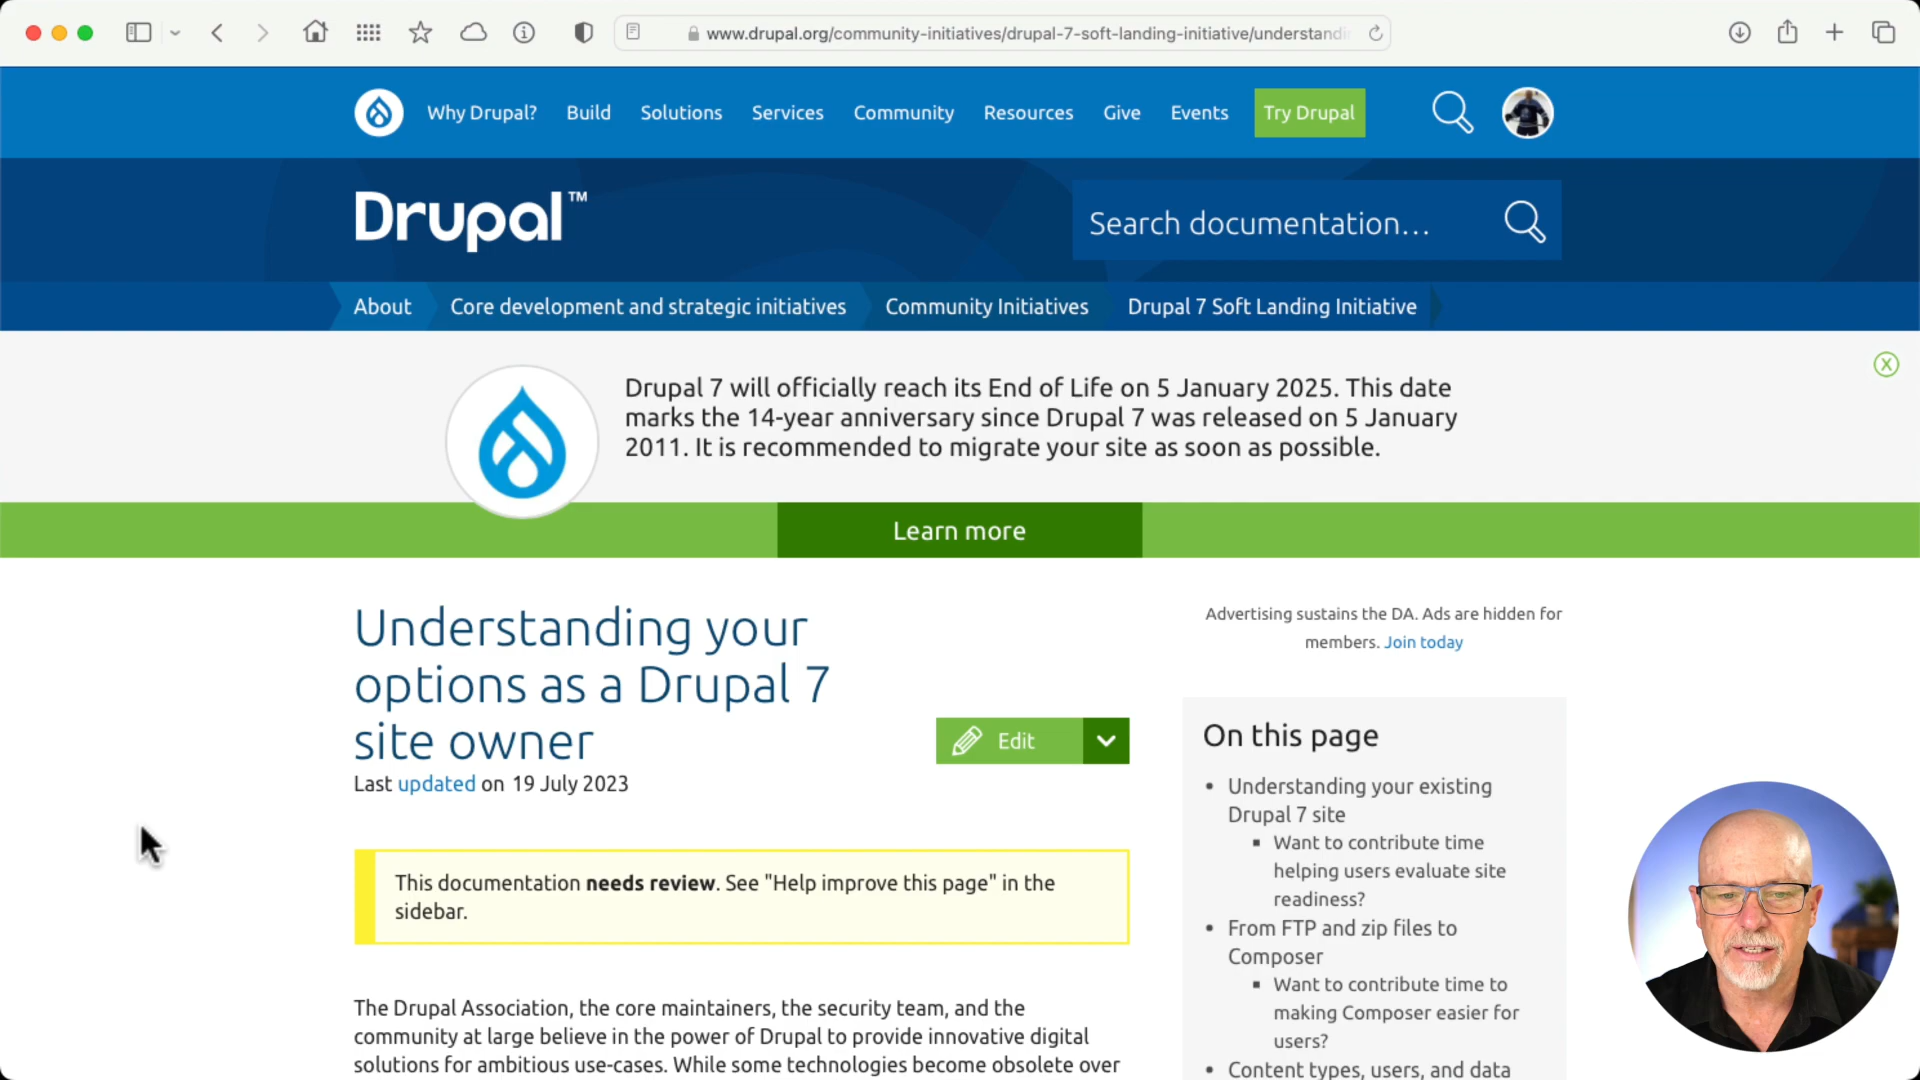 www.drupal.org/community-initiatives/drupal-7-soft-landing-initiative/understandi
Why Drupal?
Build
Solutions
Services
Community
Resources
Give
Events
Try Drupal
Drupal™
Search documentation...
About
Core development and strategic initiatives
Community Initiatives
Drupal 7 Soft Landing Initiative
Drupal 7 will officially reach its End of Life on 5 January 2025. This date
marks the 14-year anniversary since Drupal 7 was released on 5 January
2011. It is recommended to migrate your site as soon as possible.
Learn more
Understanding your
options as a Drupal 7
site owner
Edit
Last updated on 19 July 2023
This documentation needs review. See "Help improve this page" in the
sidebar.
The Drupal Association, the core maintainers, the security team, and the
community at large believe in the power of Drupal to provide innovative digital
solutions for ambitious use-cases. While some technologies become obsolete over
Advertising sustains the DA. Ads are hidden for
members. Join today
On this page
• Understanding your existing
Drupal 7 site
▪ Want to contribute time
helping users evaluate site
readiness?
• From FTP and zip files to
Composer
▪ Want to contribute time to
making Composer easier for
users?
• Content types, users, and data